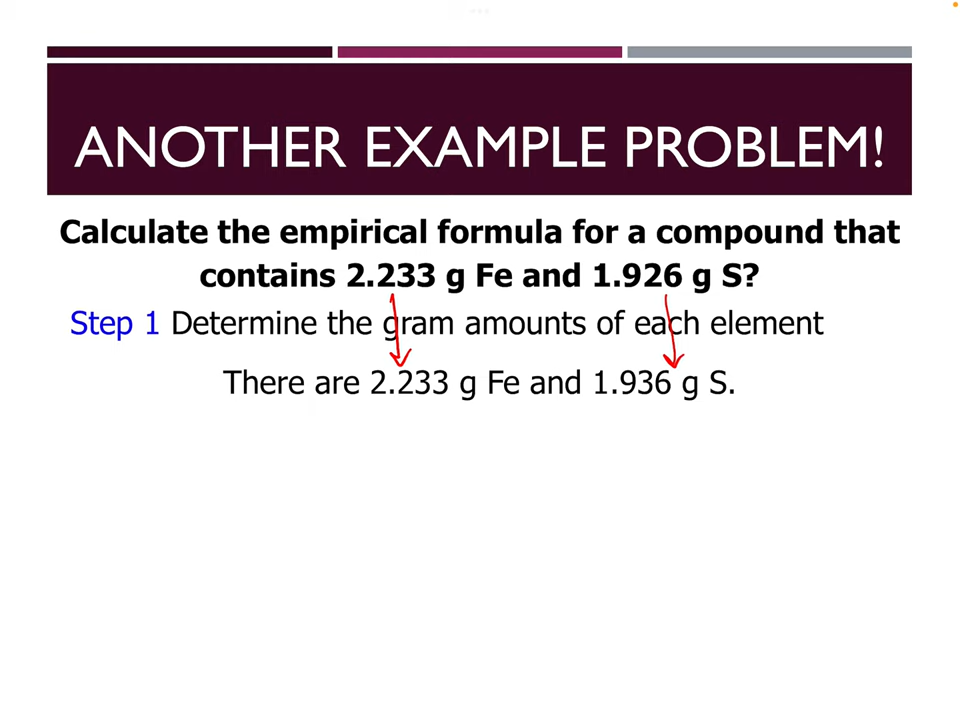 ANOTHER EXAMPLE PROBLEM!
Calculate the empirical formula for a compound that
contains 2.233 g Fe and 1.926 g S?
Step 1 Determine the gram amounts of each element
There are 2.233 g Fe and 1.936 g S.